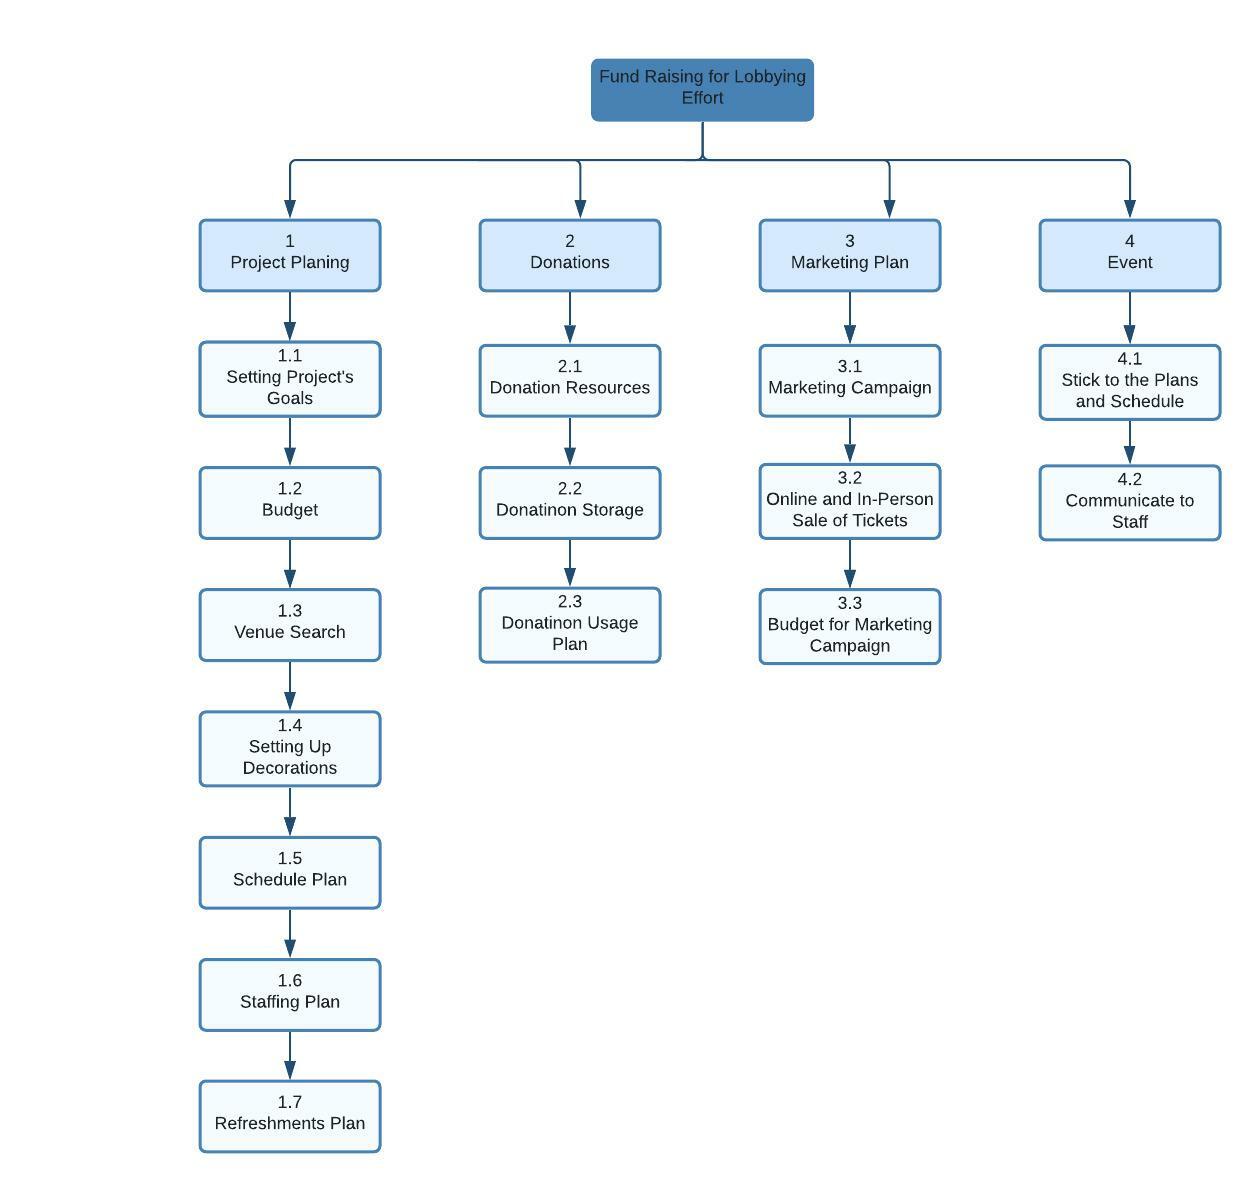 Fund Raising for Lobbying
Effort
1
Project Planing
2
Donations
3
Marketing Plan
4
Event
1.1
Setting Project's
Goals
1.2
Budget
1.3
Venue Search
1.4
Setting Up
Decorations
1.5
Schedule Plan
1.6
Staffing Plan
1.7
Refreshments Plan
2.1
Donation Resources
2.2
Donatinon Storage
2.3
Donatinon Usage
Plan
3.1
Marketing Campaign
3.2
Online and In-Person
Sale of Tickets
3.3
Budget for Marketing
Campaign
4.1
Stick to the Plans
and Schedule
4.2
Communicate to
Staff